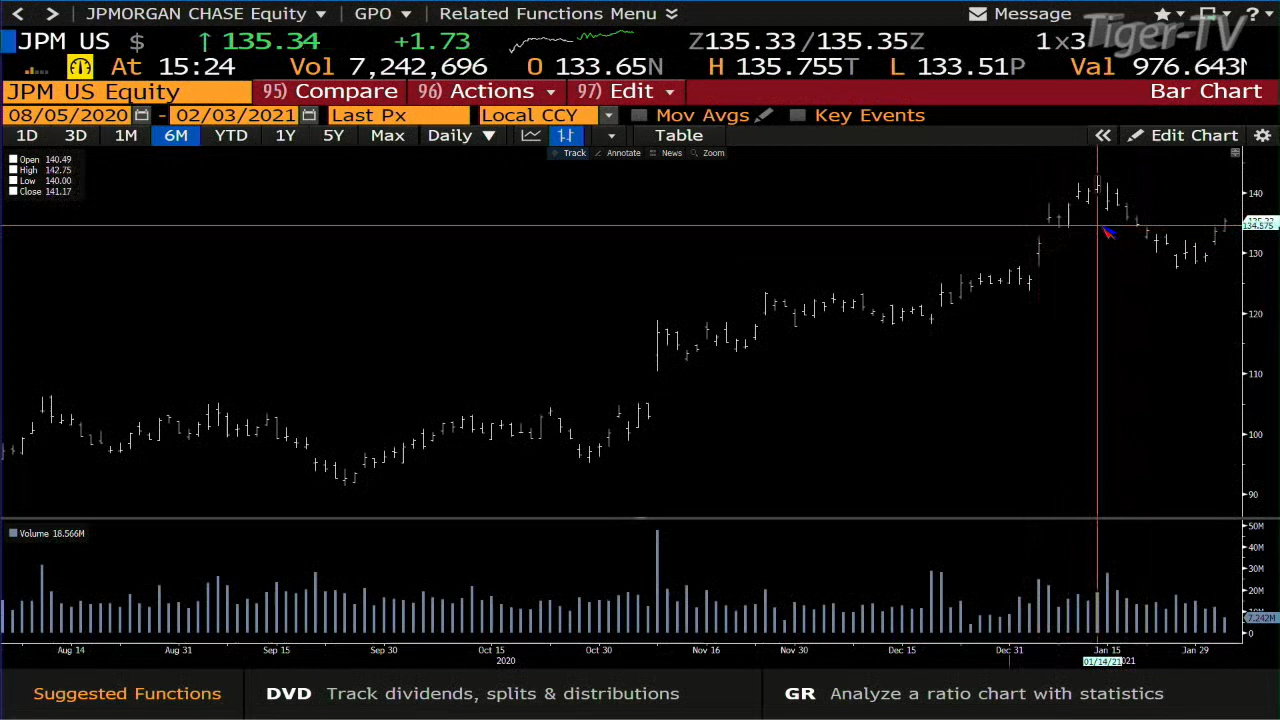 < > JPMORGAN CHASE Equity GPO Related Functions Menu Message ?
JPM US $ ↑ 135.34 +1.73 Z135.33/135.35Z 1x3
Tiger-TV
At 15:24 Vol 7,242,696 O 133.65N H 135.755T L 133.51P Val 976.643M
JPM US Equity 95) Compare 96) Actions 97) Edit Bar Chart
08/05/2020 - 02/03/2021 Last Px Local CCY Mov Avgs Key Events
1D 3D 1M 6M YTD 1Y 5Y Max Daily ▼ Table « Edit Chart
Track Annotate News Zoom
Open 140.49
High 142.75
Low 140.00
Close 141.17
140
134.575
130
120
110
100
90
Volume 18.566M
50M
40M
30M
20M
7.242M
0
Aug 14 Aug 31 Sep 15 Sep 30 Oct 15 Oct 30 Nov 16 Nov 30 Dec 15 Dec 31 Jan 15 Jan 29
2020 01/14/21 021
Suggested Functions DVD Track dividends, splits & distributions GR Analyze a ratio chart with statistics